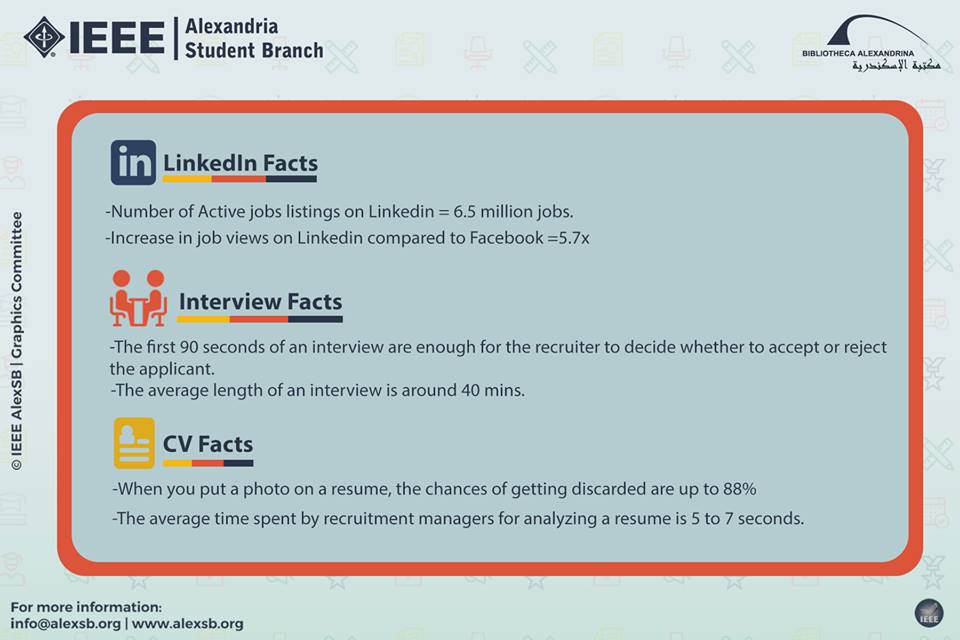 IEEE
Alexandria
Student Branch
BIBLIOTHECA ALEXANDRINA
مكتبة الإسكندرية
in
LinkedIn Facts
-Number of Active jobs listings on Linkedin = 6.5 million jobs.
-Increase in job views on Linkedin compared to Facebook =5.7x
Interview Facts
-The first 90 seconds of an interview are enough for the recruiter to decide whether to accept or reject
the applicant.
-The average length of an interview is around 40 mins.
CV Facts
-When you put a photo on a resume, the chances of getting discarded are up to 88%
-The average time spent by recruitment managers for analyzing a resume is 5 to 7 seconds.
© IEEE AlexSB | Graphics Committee
For more information:
info@alexsb.org | www.alexsb.org
IEEE